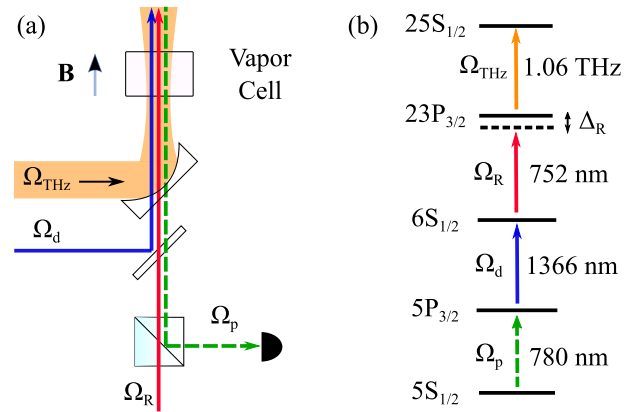 (a)
B
Vapor
Cell
Ω_THz
Ω_d
Ω_p
Ω_R
(b)
25S_1/2
Ω_THz
1.06 THz
23P_3/2
Δ_R
Ω_R
752 nm
6S_1/2
Ω_d
1366 nm
5P_3/2
Ω_p
780 nm
5S_1/2